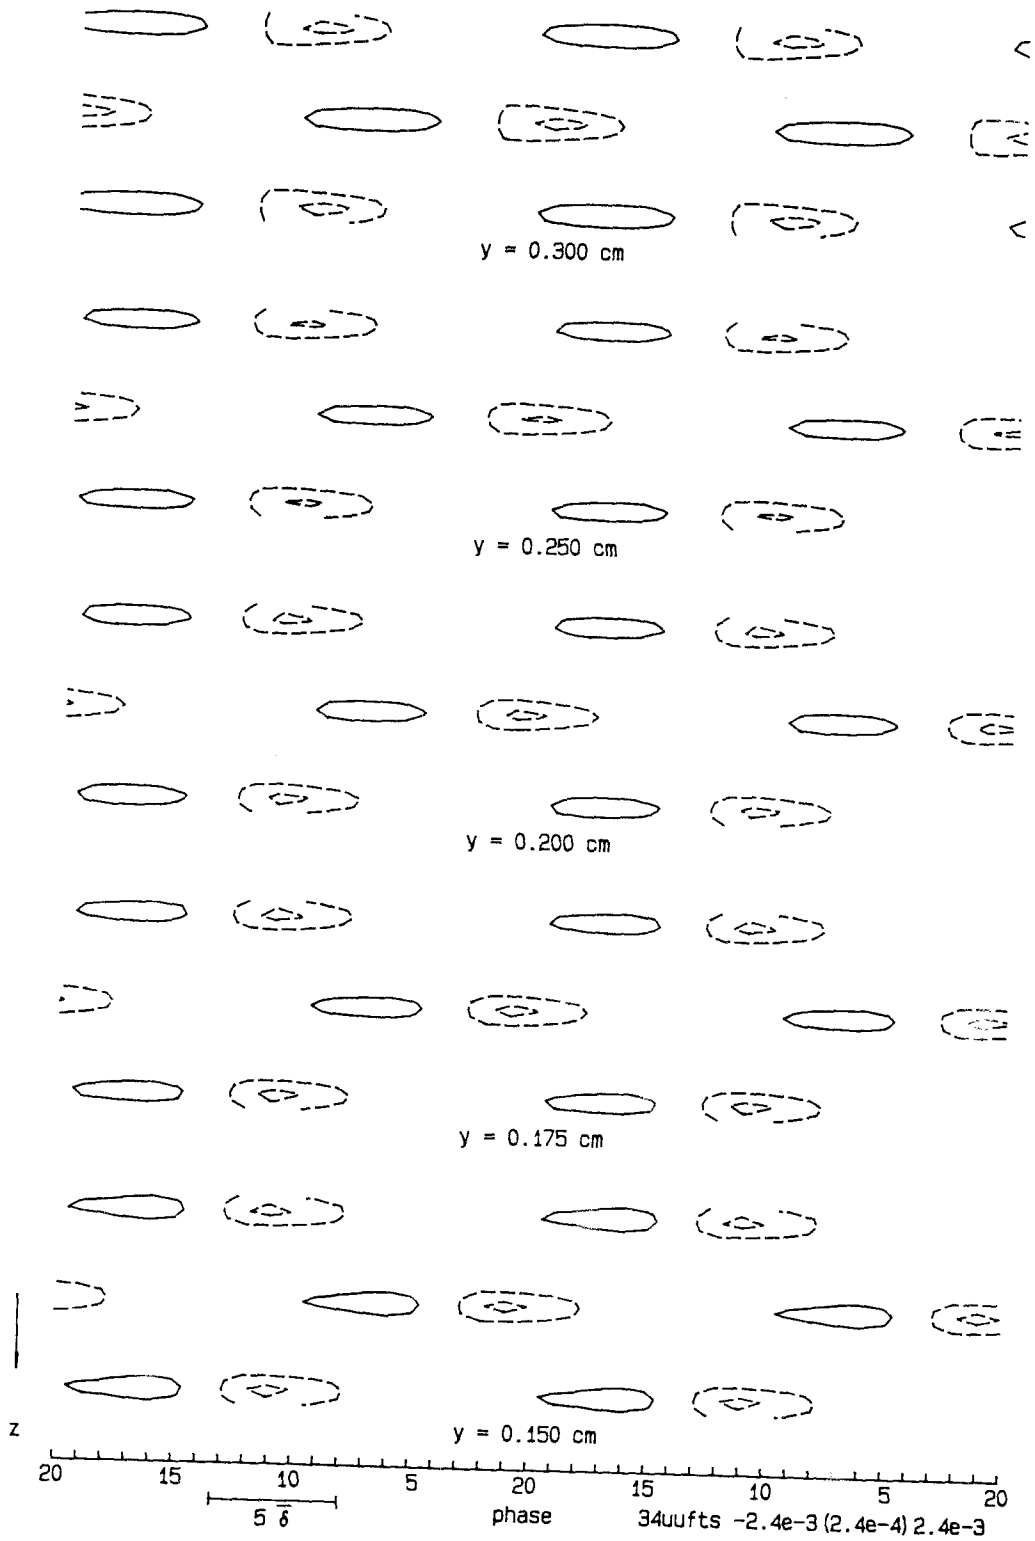 y = 0.300 cm
y = 0.250 cm
y = 0.200 cm
y = 0.175 cm
y = 0.150 cm
z
20 15 10 5 20 15 10 5 20
5 δ̅ phase 34uufts -2.4e-3 (2.4e-4) 2.4e-3